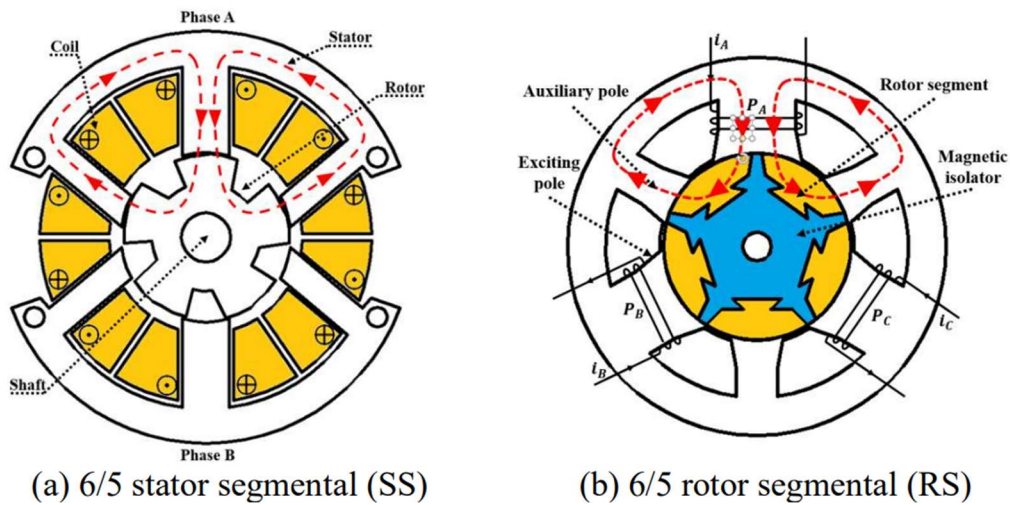 Phase A
Coil
Stator
Rotor
Shaft
Phase B
(a) 6/5 stator segmental (SS)
i_A
Auxiliary pole
P_A
Rotor segment
Exciting
pole
Magnetic
isolator
P_B
P_C
i_B
i_C
(b) 6/5 rotor segmental (RS)